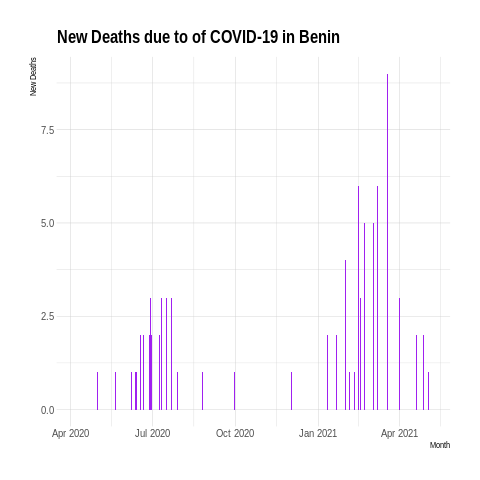 New Deaths due to of COVID-19 in Benin
New Deaths
7.5
5.0
2.5
0.0
Apr 2020 Jul 2020 Oct 2020 Jan 2021 Apr 2021
Month